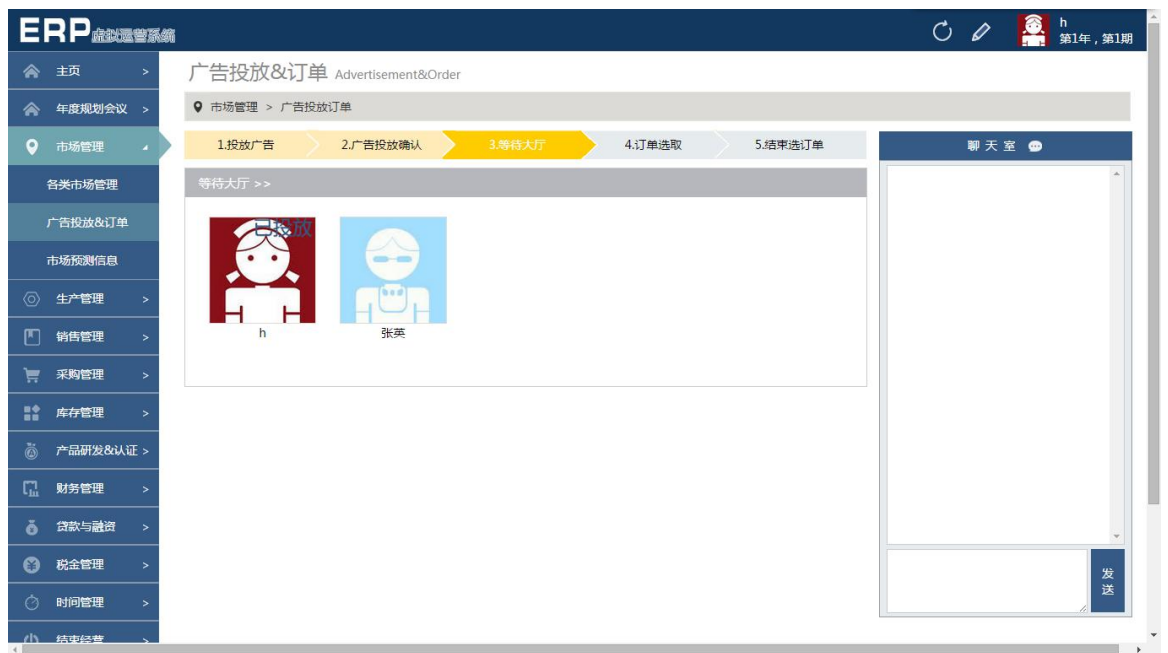 ERP虚拟运营系统
h
第1年，第1期
主页 >
年度规划会议 >
市场管理
各类市场管理
广告投放&订单
市场预测信息
生产管理 >
销售管理 >
采购管理 >
库存管理 >
产品研发&认证 >
财务管理 >
贷款与融资 >
税金管理 >
时间管理 >
结束经营 >
广告投放&订单 Advertisement&Order
市场管理 > 广告投放订单
1.投放广告 2.广告投放确认 3.等待大厅 4.订单选取 5.结束选订单
等待大厅 >>
已投放
h 张英
聊天室
发
送